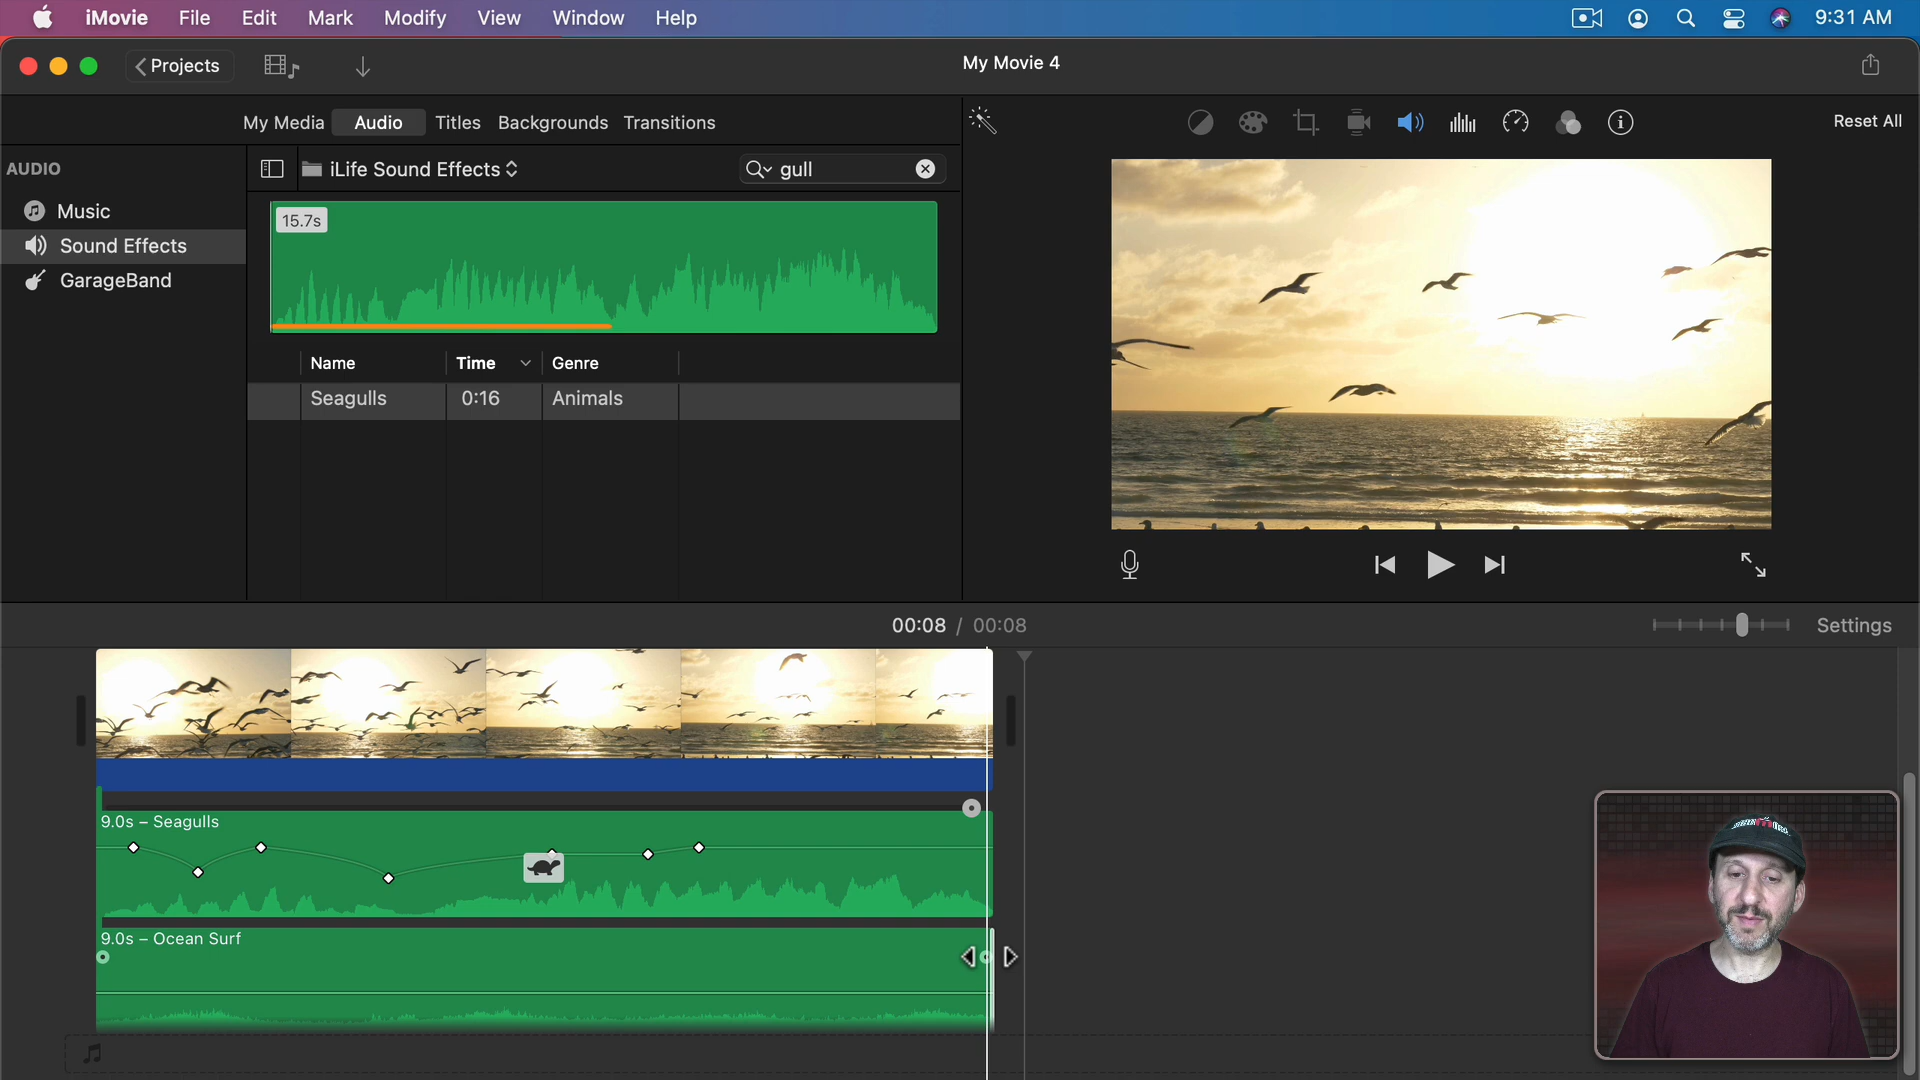 iMovie File Edit Mark Modify View Window Help 9:31 AM
Projects My Movie 4
My Media Audio Titles Backgrounds Transitions Reset All
AUDIO iLife Sound Effects gull
Music
Sound Effects
GarageBand
15.7s
Name Time Genre
Seagulls 0:16 Animals
00:08 / 00:08 Settings
9.0s – Seagulls
9.0s – Ocean Surf